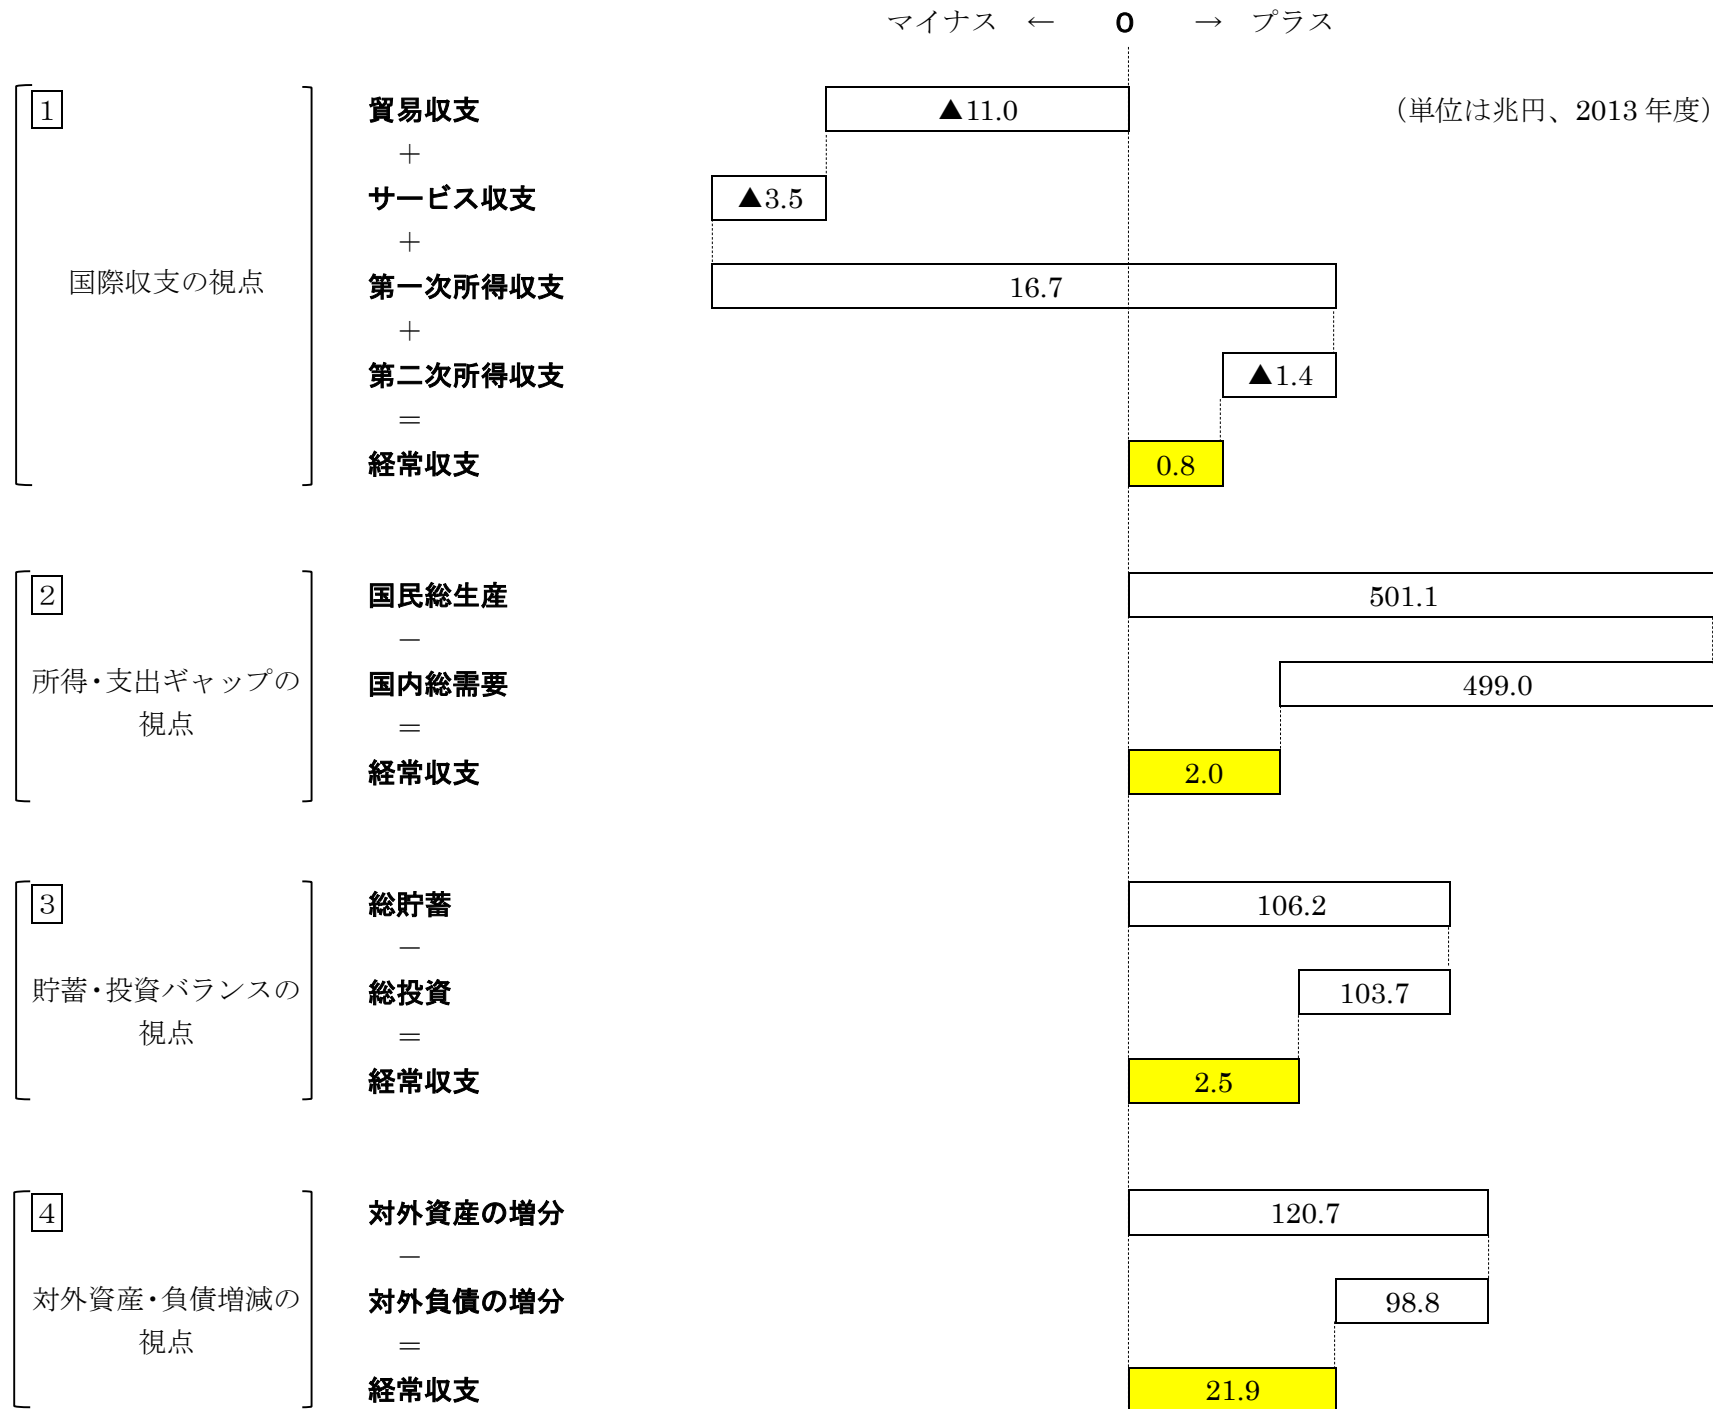 マイナス ← 0 → プラス
1 貿易収支 ▲11.0 (単位は兆円、2013 年度)
+
サービス収支 ▲3.5
+
国際収支の視点 第一次所得収支 16.7
+
第二次所得収支 ▲1.4
=
経常収支 0.8
2 国民総生産 501.1
−
所得・支出ギャップの 国内総需要 499.0
視点 =
経常収支 2.0
3 総貯蓄 106.2
−
貯蓄・投資バランスの 総投資 103.7
視点 =
経常収支 2.5
4 対外資産の増分 120.7
−
対外資産・負債増減の 対外負債の増分 98.8
視点 =
経常収支 21.9